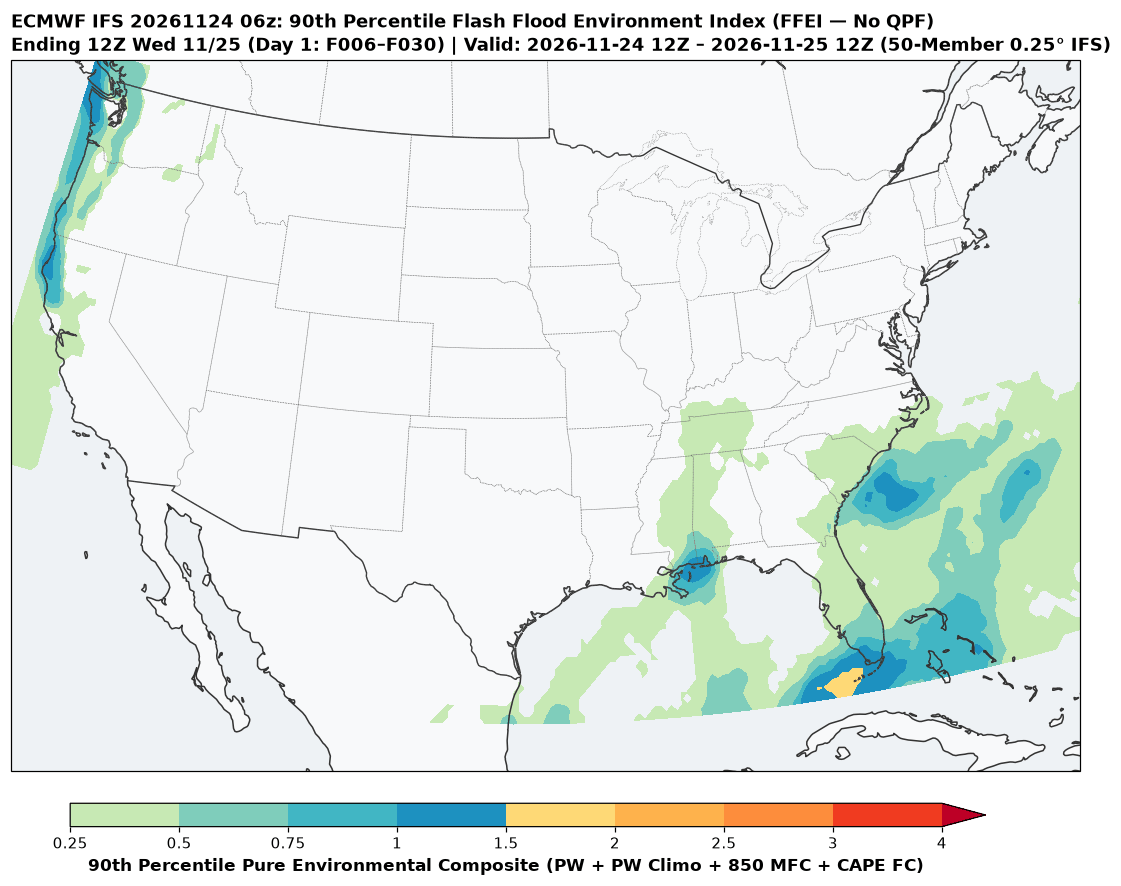 ECMWF IFS 20261124 06z: 90th Percentile Flash Flood Environment Index (FFEI — No QPF)
Ending 12Z Wed 11/25 (Day 1: F006–F030) | Valid: 2026-11-24 12Z – 2026-11-25 12Z (50-Member 0.25° IFS)
0.25 0.5 0.75 1 1.5 2 2.5 3 4
90th Percentile Pure Environmental Composite (PW + PW Climo + 850 MFC + CAPE FC)